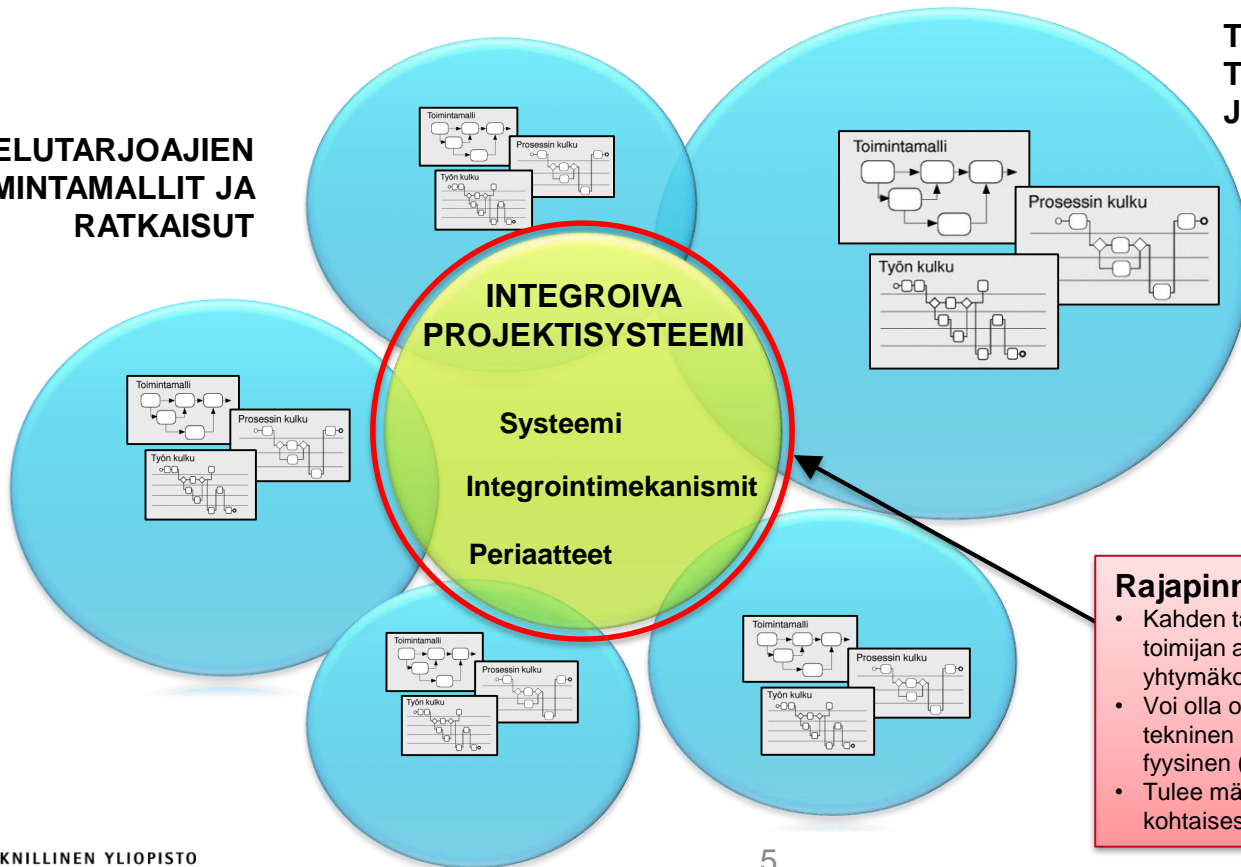 T
T
J
ELUTARJOAJIEN
MINTAMALLIT JA
RATKAISUT
Toimintamalli
Prosessin kulku
Työn kulku
Toimintamalli
Prosessin kulku
Työn kulku
INTEGROIVA
PROJEKTISYSTEEMI
Systeemi
Integrointimekanismit
Periaatteet
Toimintamalli
Prosessin kulku
Työn kulku
Toimintamalli
Prosessin kulku
Työn kulku
Toimintamalli
Prosessin kulku
Työn kulku
Rajapinn
• Kahden ta
toimijan a
yhtymäko
• Voi olla o
tekninen
fyysinen (
• Tulee mä
kohtaises
KNILLINEN YLIOPISTO
5